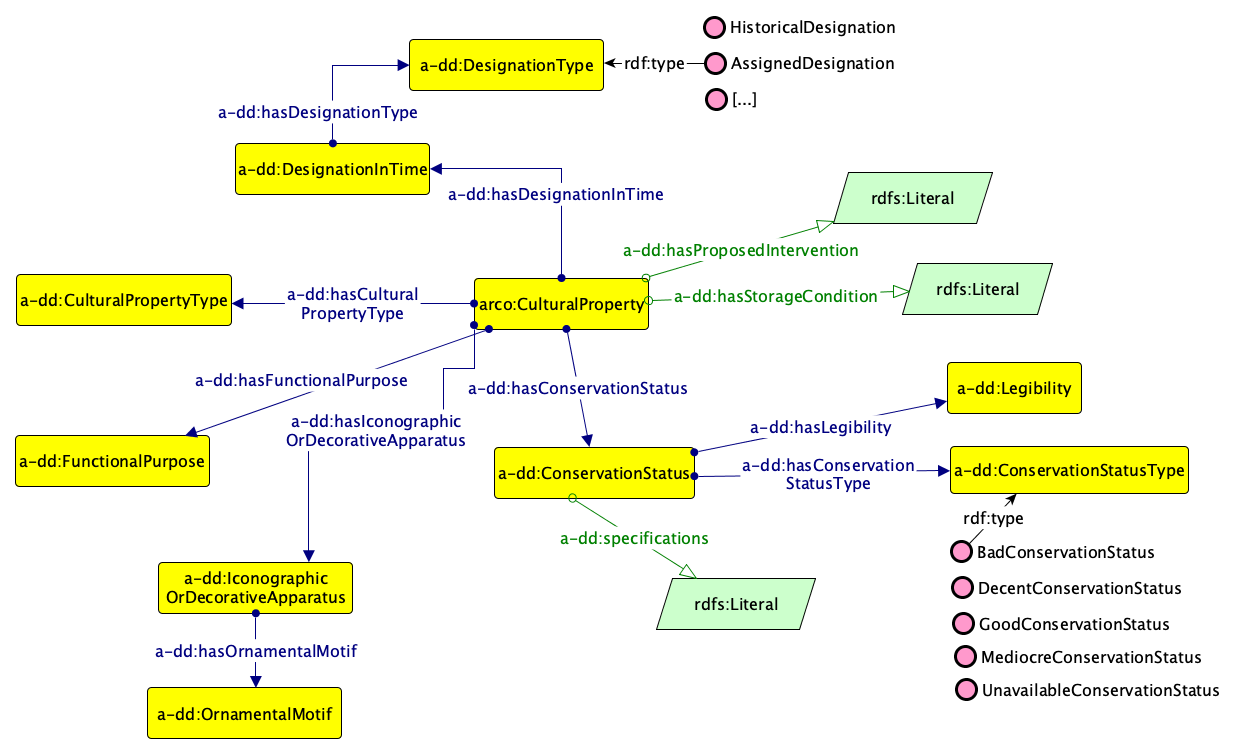 HistoricalDesignation
a-dd:DesignationType
rdf:type
AssignedDesignation
[...]
a-dd:hasDesignationType
a-dd:DesignationInTime
a-dd:hasDesignationInTime
rdfs:Literal
a-dd:hasProposedIntervention
a-dd:CulturalPropertyType
a-dd:hasCultural
PropertyType
arco:CulturalProperty
a-dd:hasStorageCondition
rdfs:Literal
a-dd:hasFunctionalPurpose
a-dd:hasConservationStatus
a-dd:Legibility
a-dd:hasIconographic
OrDecorativeApparatus
a-dd:hasLegibility
a-dd:FunctionalPurpose
a-dd:ConservationStatus
a-dd:hasConservation
StatusType
a-dd:ConservationStatusType
rdf:type
a-dd:specifications
BadConservationStatus
a-dd:Iconographic
OrDecorativeApparatus
rdfs:Literal
DecentConservationStatus
GoodConservationStatus
a-dd:hasOrnamentalMotif
MediocreConservationStatus
UnavailableConservationStatus
a-dd:OrnamentalMotif